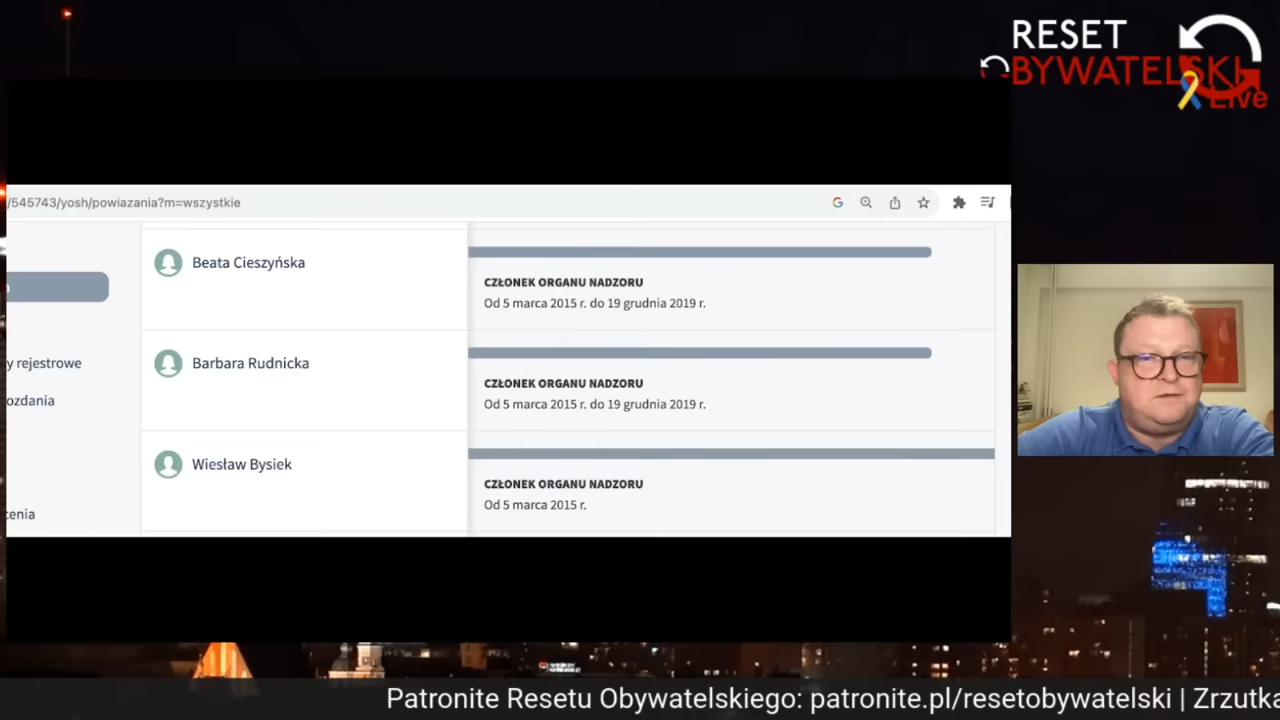 RESET
OBYWATELSKI
Live
/545743/yosh/powiazania?m=wszystkie
Beata Cieszyńska
CZŁONEK ORGANU NADZORU
Od 5 marca 2015 r. do 19 grudnia 2019 r.
y rejestrowe
Barbara Rudnicka
CZŁONEK ORGANU NADZORU
ozdania
Od 5 marca 2015 r. do 19 grudnia 2019 r.
Wiesław Bysiek
CZŁONEK ORGANU NADZORU
Od 5 marca 2015 r.
cenia
Patronite Resetu Obywatelskiego: patronite.pl/resetobywatelski | Zrzutka